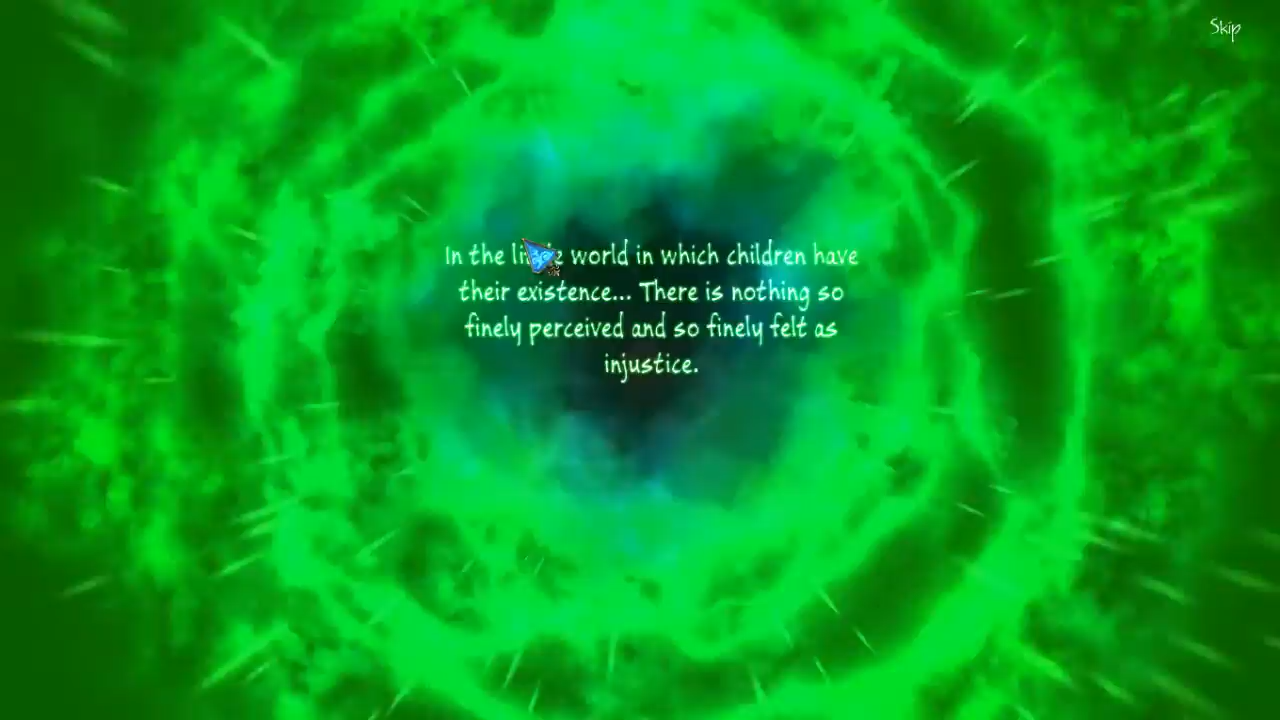 Skip
In the little world in which children have
their existence... There is nothing so
finely perceived and so finely felt as
injustice.